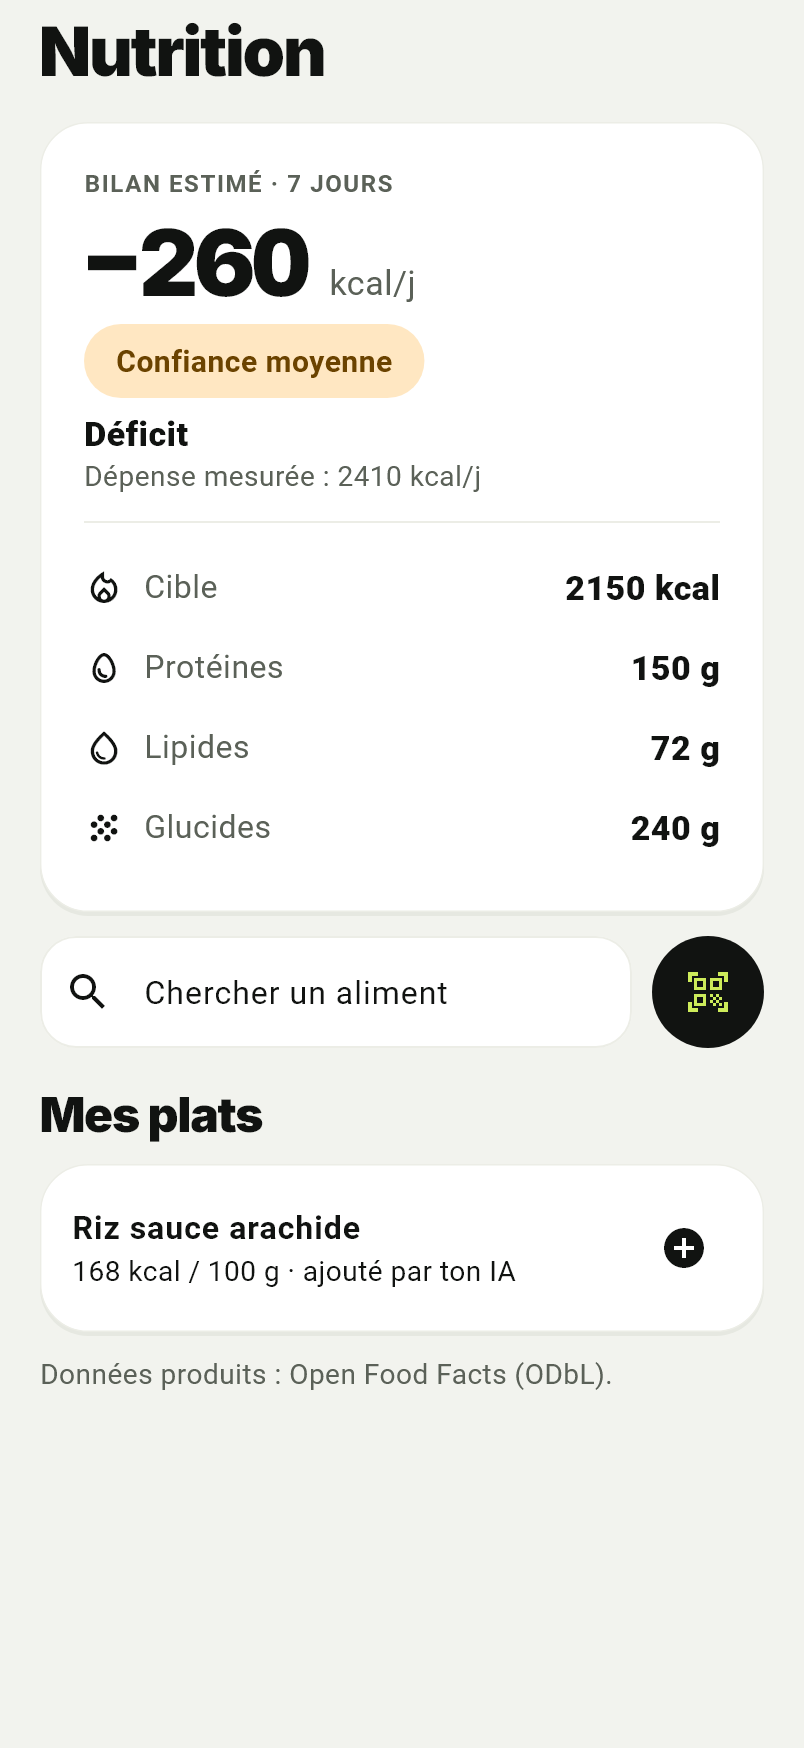 Nutrition
BILAN ESTIMÉ · 7 JOURS
−260 kcal/j
Confiance moyenne
Déficit
Dépense mesurée : 2410 kcal/j
Cible 2150 kcal
Protéines 150 g
Lipides 72 g
Glucides 240 g
Chercher un aliment
Mes plats
Riz sauce arachide
168 kcal / 100 g · ajouté par ton IA
Données produits : Open Food Facts (ODbL).